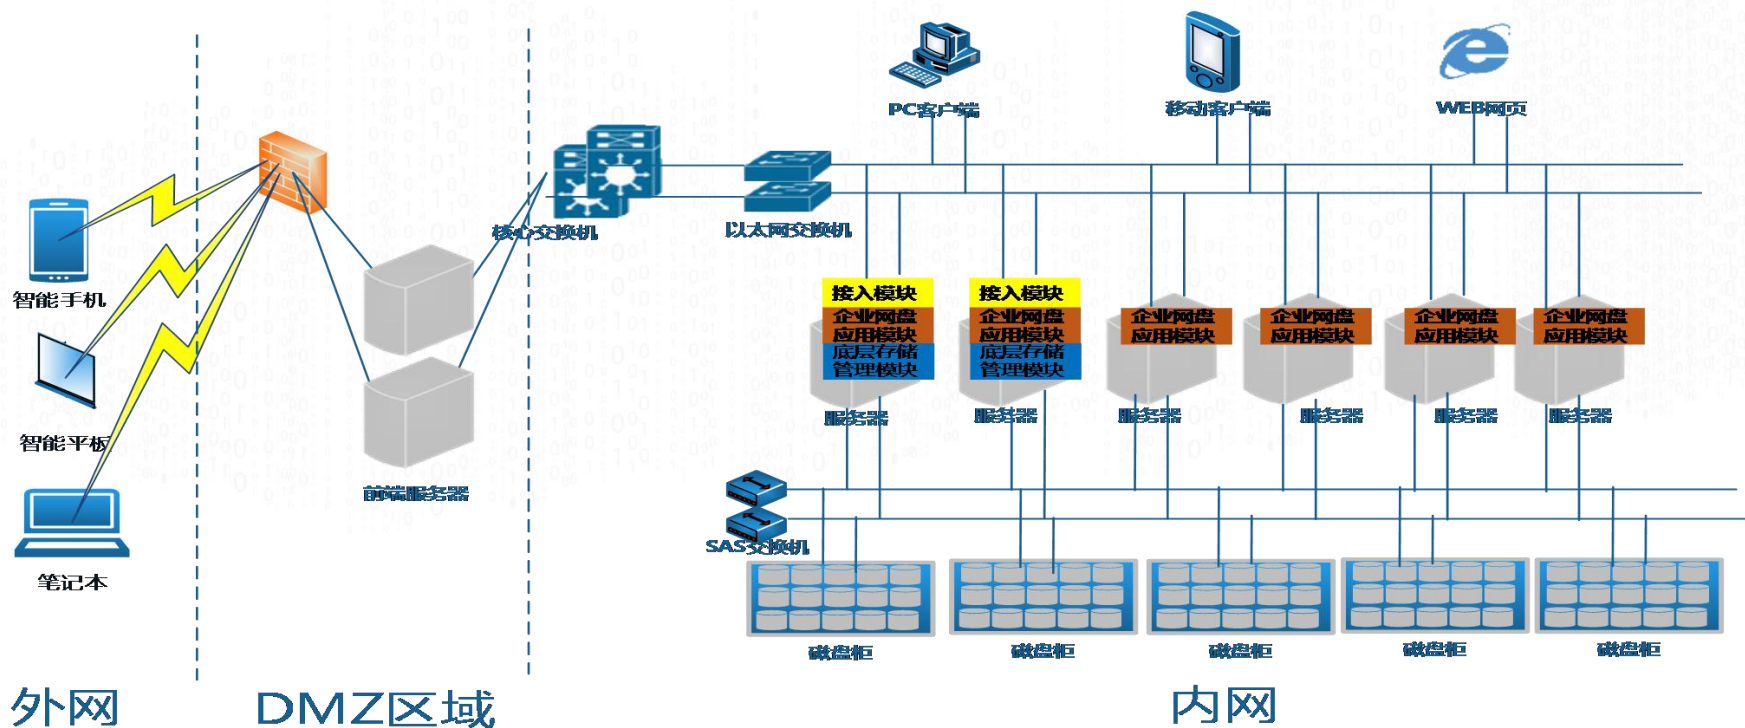 PC客户端
移动客户端
WEB网页
核心交换机
以太网交换机
智能手机
智能平板
笔记本
前端服务器
接入模块
企业网盘
应用模块
底层存储
管理模块
服务器
接入模块
企业网盘
应用模块
底层存储
管理模块
服务器
企业网盘
应用模块
服务器
企业网盘
应用模块
服务器
企业网盘
应用模块
服务器
企业网盘
应用模块
服务器
SAS交换机
磁盘柜
磁盘柜
磁盘柜
磁盘柜
磁盘柜
外网
DMZ区域
内网